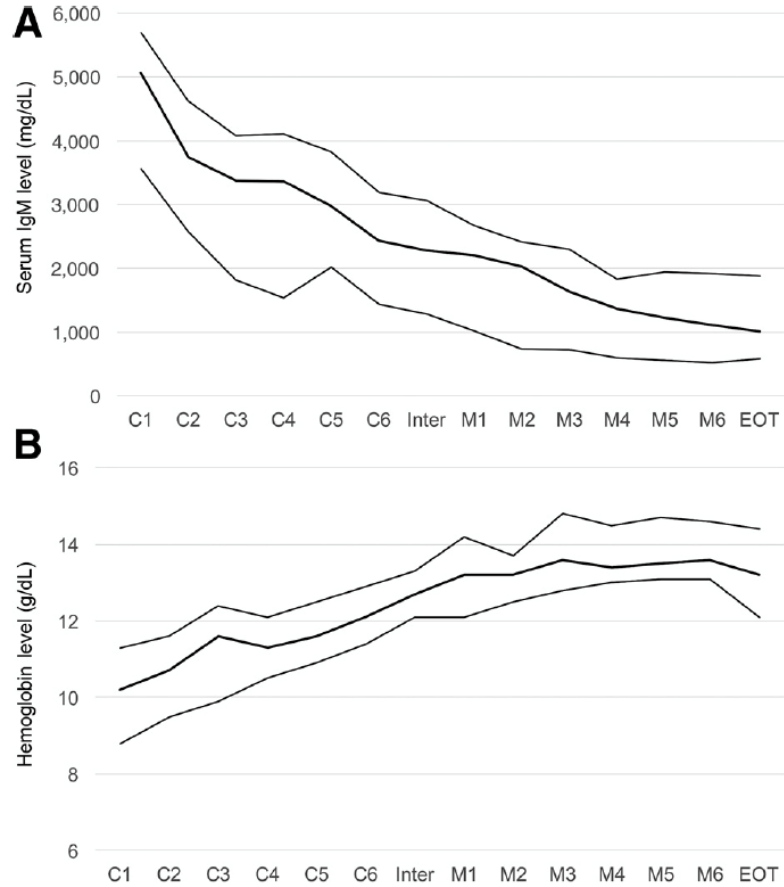 A
Serum IgM level (mg/dL)
6,000
5,000
4,000
3,000
2,000
1,000
0
C1 C2 C3 C4 C5 C6 Inter M1 M2 M3 M4 M5 M6 EOT
B
Hemoglobin level (g/dL)
16
14
12
10
8
6
C1 C2 C3 C4 C5 C6 Inter M1 M2 M3 M4 M5 M6 EOT